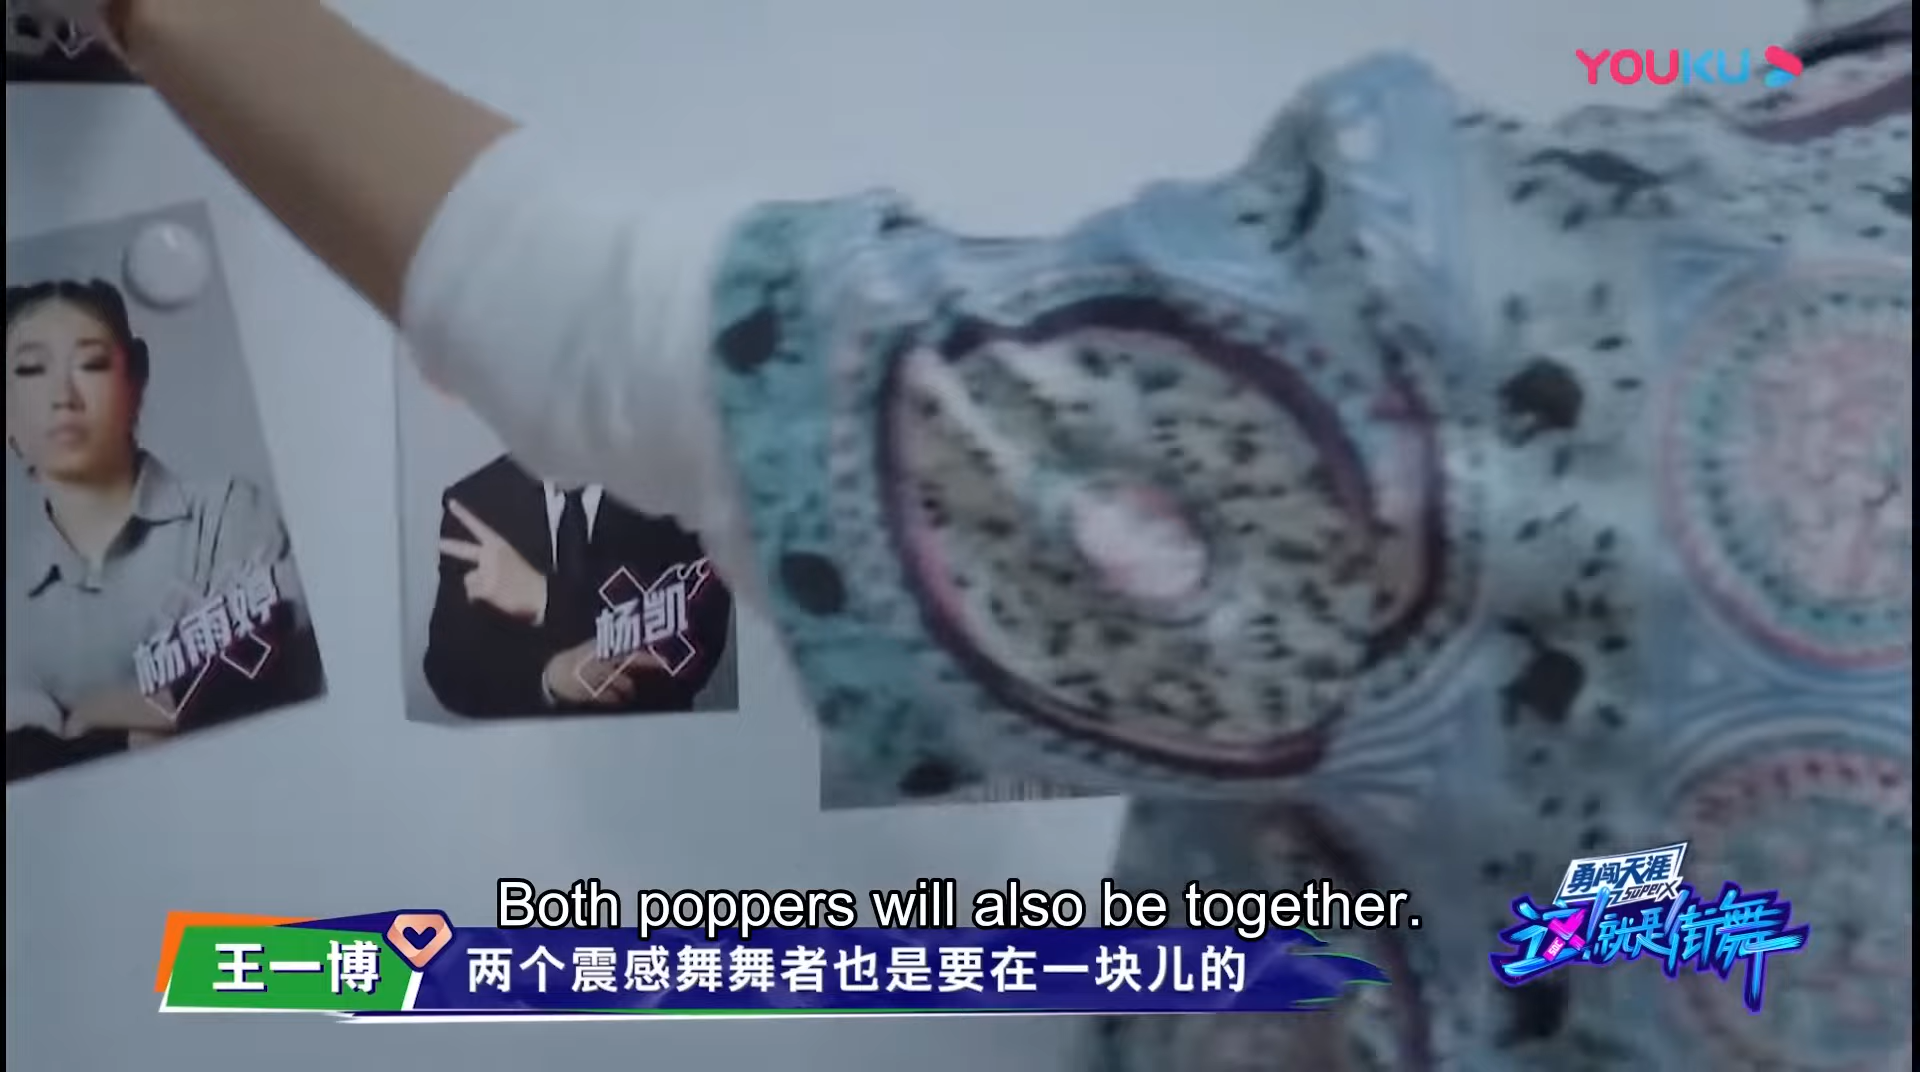 YOUKU
杨雨婷
杨凯
Both poppers will also be together.
王一博
两个震感舞舞者也是要在一块儿的
勇闯天涯
superX
这!就是街舞